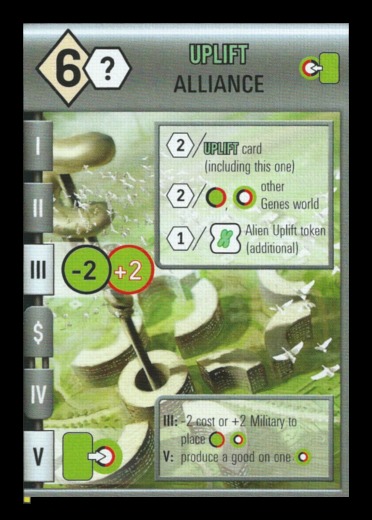 6 ?
UPLIFT
ALLIANCE
2 / UPLIFT card
(including this one)
2 / , other
Genes world
1 / Alien Uplift token
(additional)
I
II
III -2 +2
$
IV
V
III: -2 cost or +2 Military to
place
V: produce a good on one